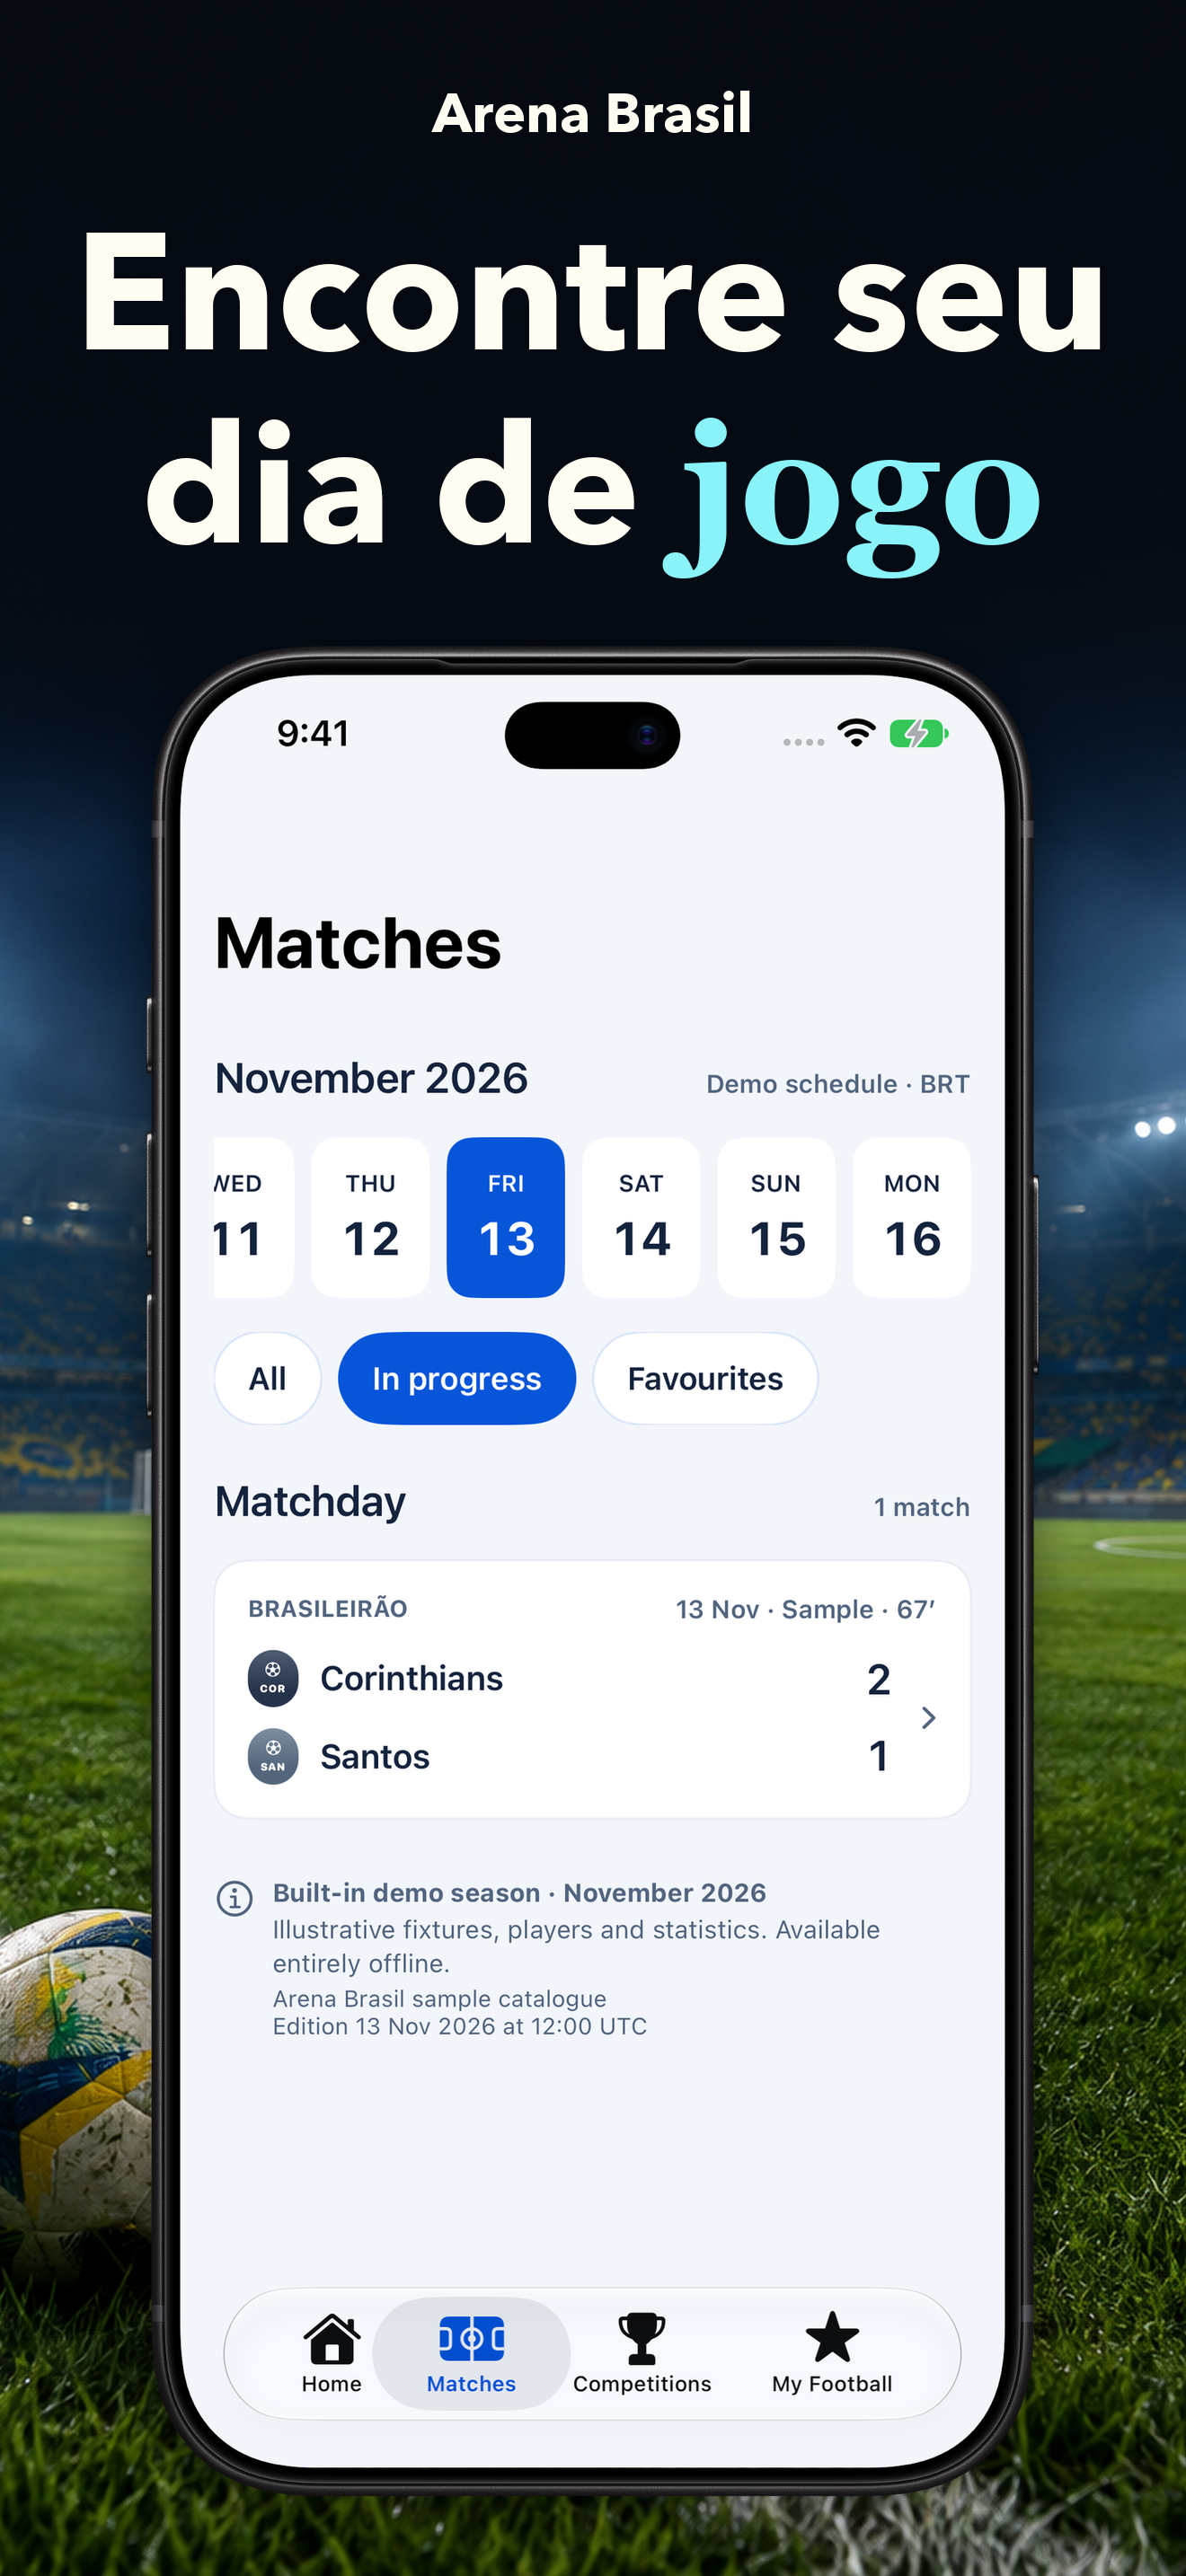 Arena Brasil
Encontre seu
dia de jogo
9:41
Matches
November 2026
Demo schedule · BRT
WED THU FRI SAT SUN MON
11 12 13 14 15 16
All In progress Favourites
Matchday
1 match
BRASILEIRÃO
13 Nov · Sample · 67′
COR
Corinthians 2
SAN
Santos 1
Built-in demo season · November 2026
Illustrative fixtures, players and statistics. Available
entirely offline.
Arena Brasil sample catalogue
Edition 13 Nov 2026 at 12:00 UTC
Home Matches Competitions My Football